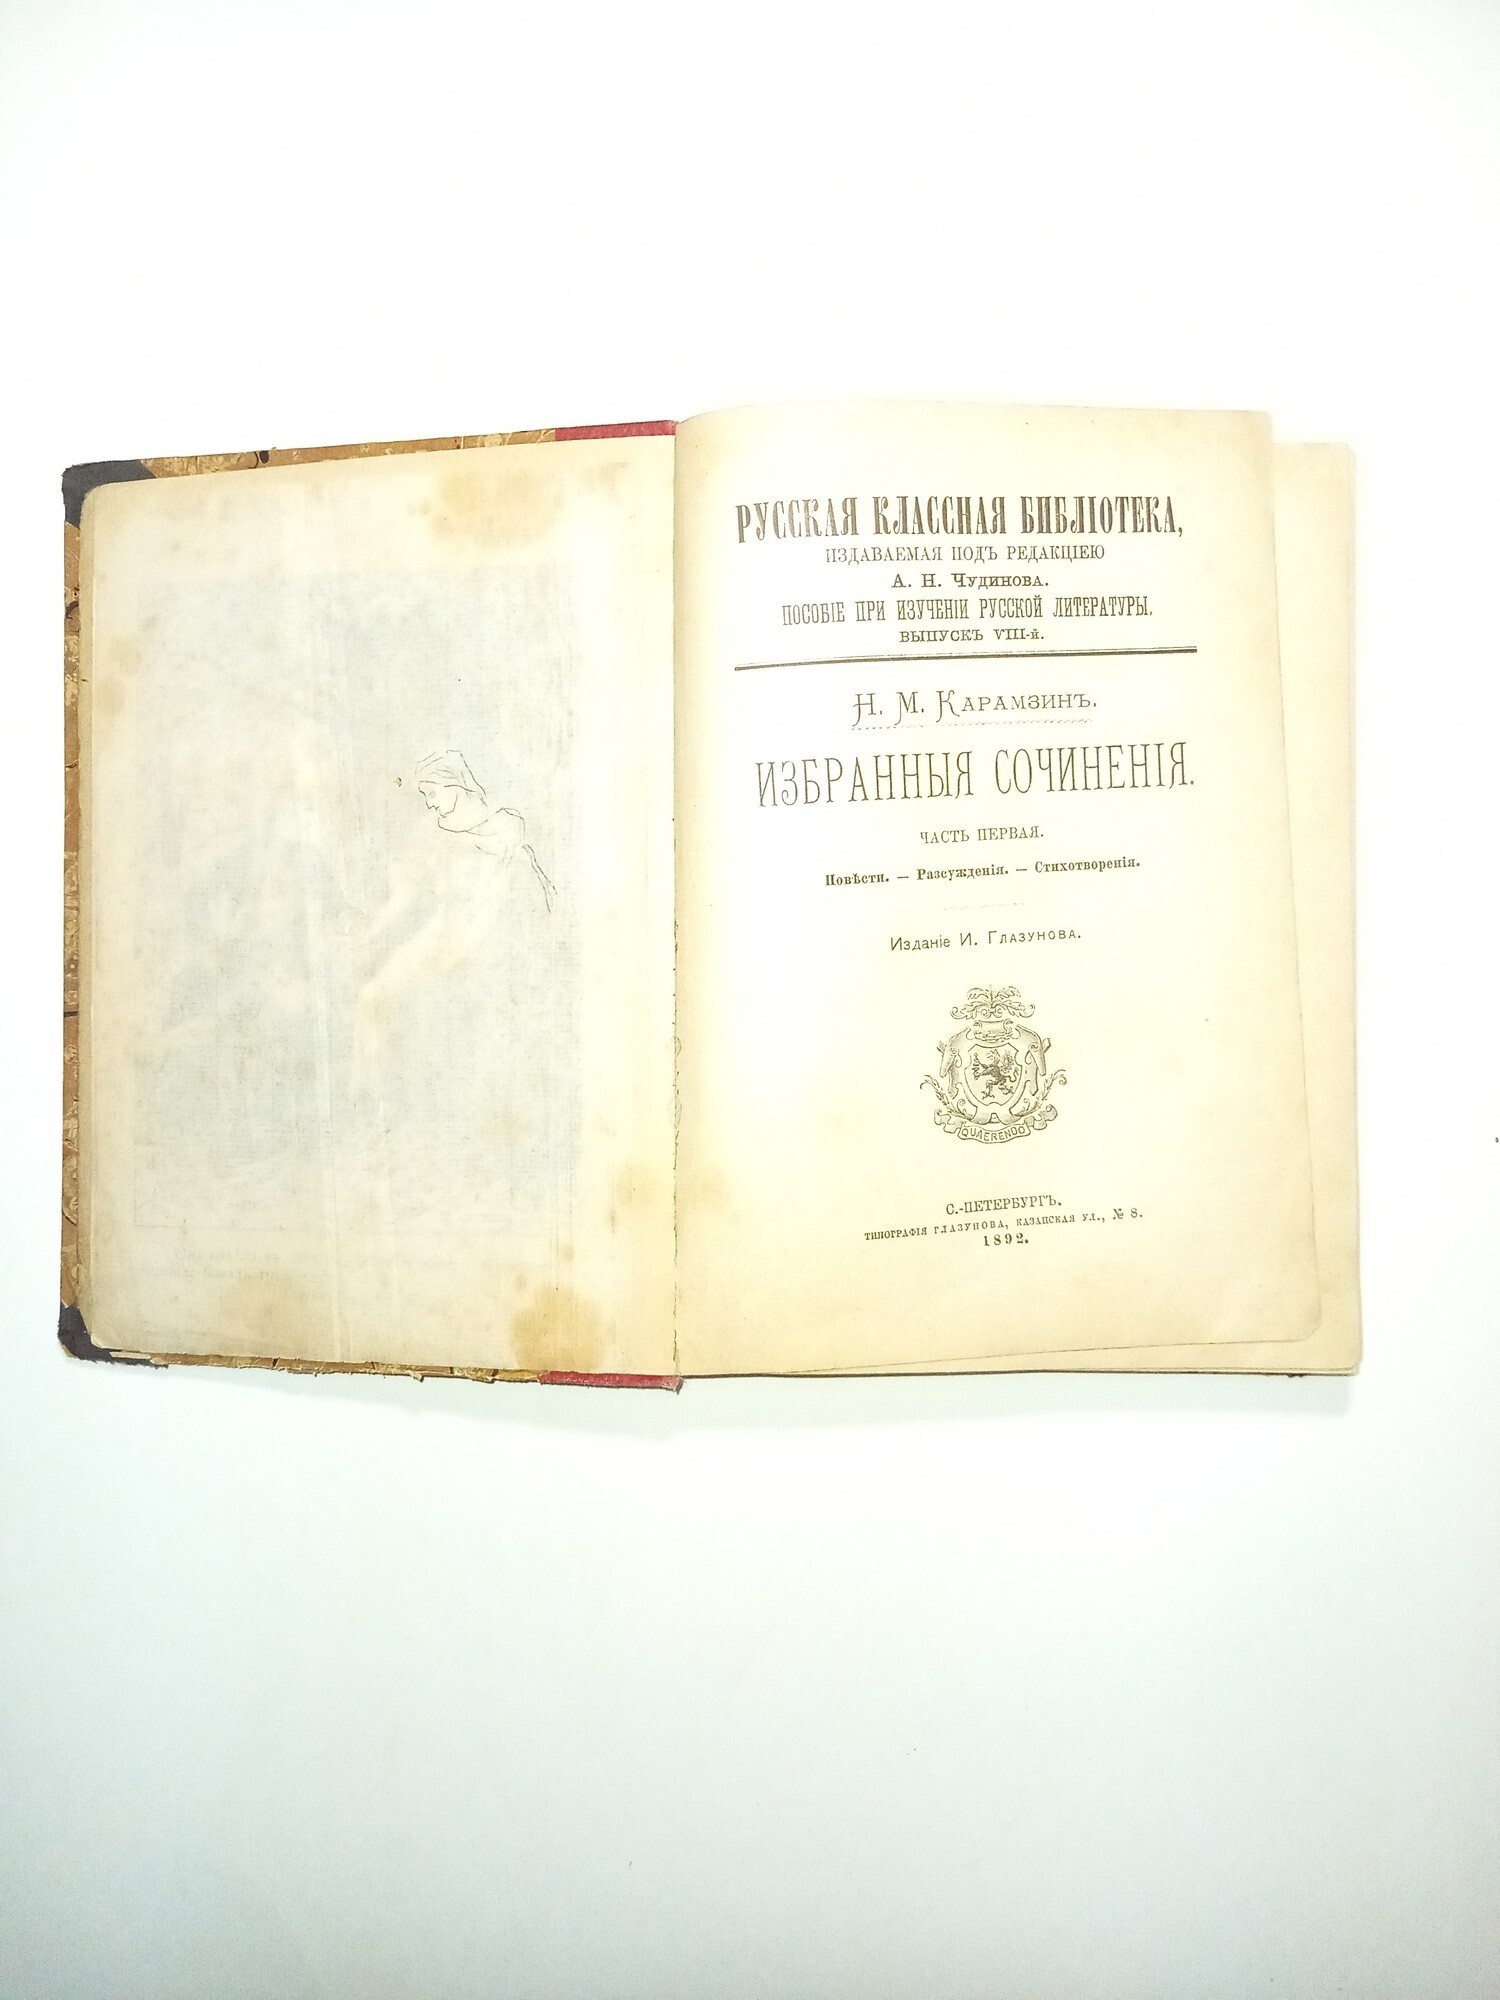 РУССКАЯ КЛАССНАЯ БИБЛІОТЕКА,
ИЗДАВАЕМАЯ ПОДЪ РЕДАКЦІЕЮ
А. Н. ЧУДИНОВА.
ПОСОБІЕ ПРИ ИЗУЧЕНІИ РУССКОЙ ЛИТЕРАТУРЫ.
ВЫПУСКЪ VIII-й.
Н. М. КАРАМЗИНЪ.
ИЗБРАННЫЯ СОЧИНЕНІЯ.
ЧАСТЬ ПЕРВАЯ.
Повѣсти. — Разсужденія. — Стихотворенія.
Изданіе И. ГЛАЗУНОВА.
QUAERENDO
С.-ПЕТЕРБУРГЪ.
ТИПОГРАФІЯ ГЛАЗУНОВА, КАЗАНСКАЯ УЛ., № 8.
1892.